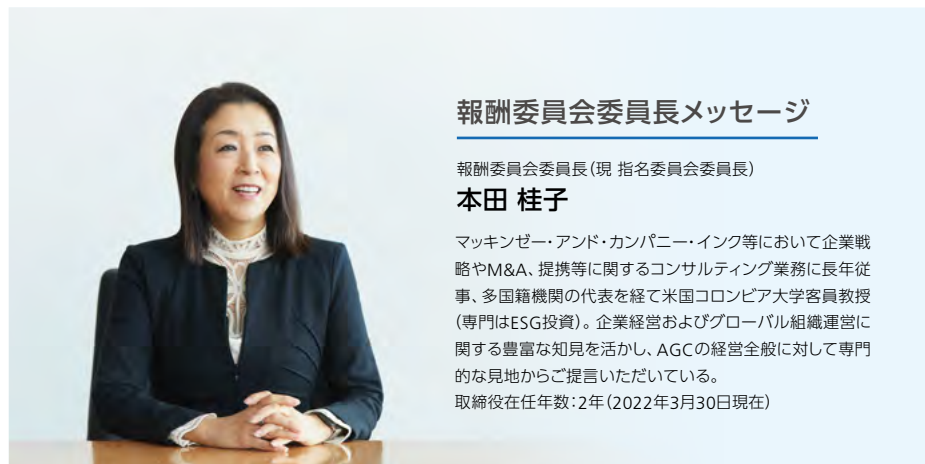 報酬委員会委員長メッセージ
報酬委員会委員長(現 指名委員会委員長)
本田 桂子
マッキンゼー・アンド・カンパニー・インク等において企業戦
略やM&A、提携等に関するコンサルティング業務に長年従
事、多国籍機関の代表を経て米国コロンビア大学客員教授
(専門はESG投資)。企業経営およびグローバル組織運営に
関する豊富な知見を活かし、AGCの経営全般に対して専門
的な見地からご提言いただいている。
取締役在任年数:2年(2022年3月30日現在)